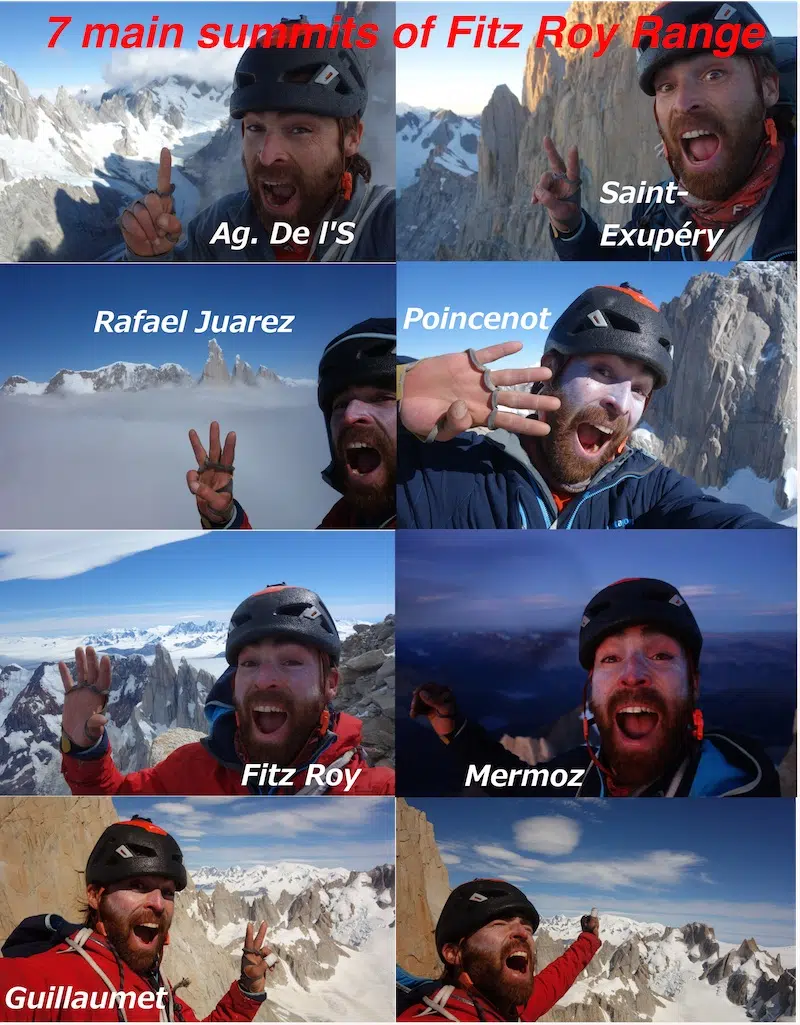 7 main summits of Fitz Roy Range
Ag. De l'S
Saint-
Exupéry
Rafael Juarez
Poincenot
Fitz Roy
Mermoz
Guillaumet